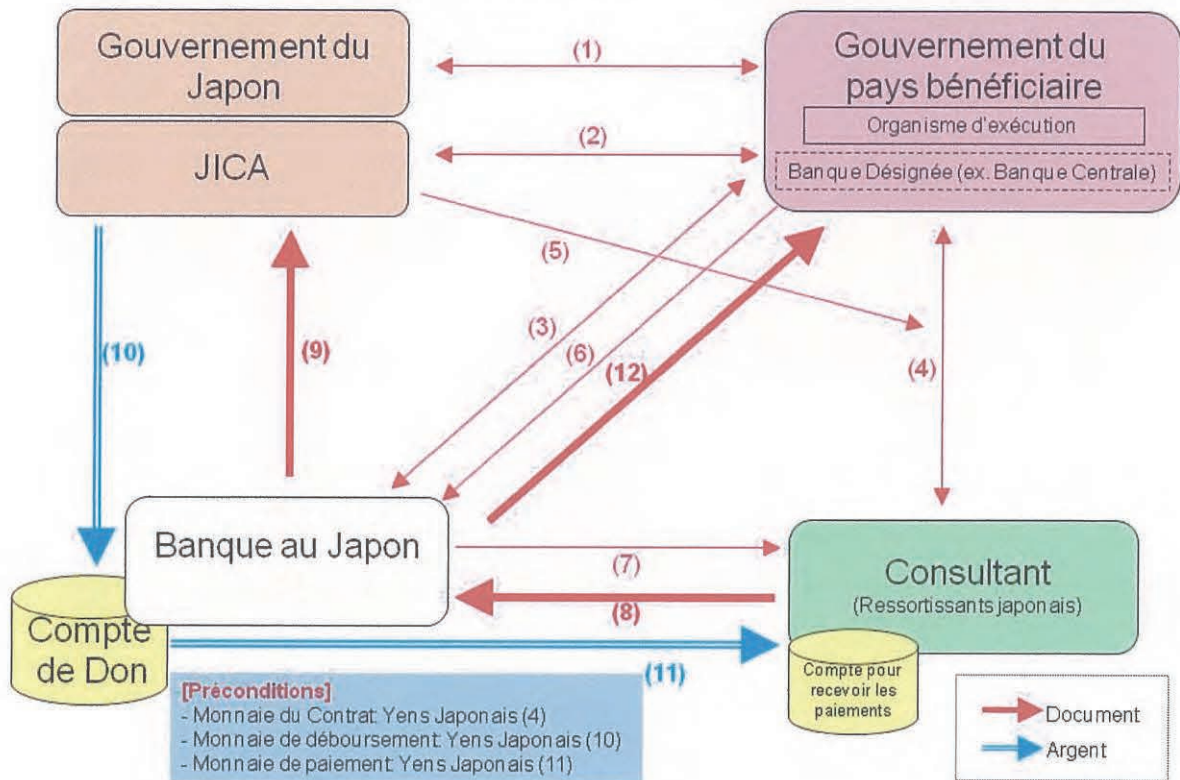 Gouvernement du
Japon
JICA
(1)
(2)
Gouvernement du
pays bénéficiaire
Organisme d'exécution
Banque Désignée (ex. Banque Centrale)
(5)
(3)
(6)
(12)
(4)
(10)
(9)
Banque au Japon
(7)
(8)
Consultant
(Ressortissants japonais)
Compte
de Don
(11)
Compte pour
recevoir les
paiements
[Préconditions]
- Monnaie du Contrat: Yens Japonais (4)
- Monnaie de déboursement: Yens Japonais (10)
- Monnaie de paiement: Yens Japonais (11)
Document
Argent